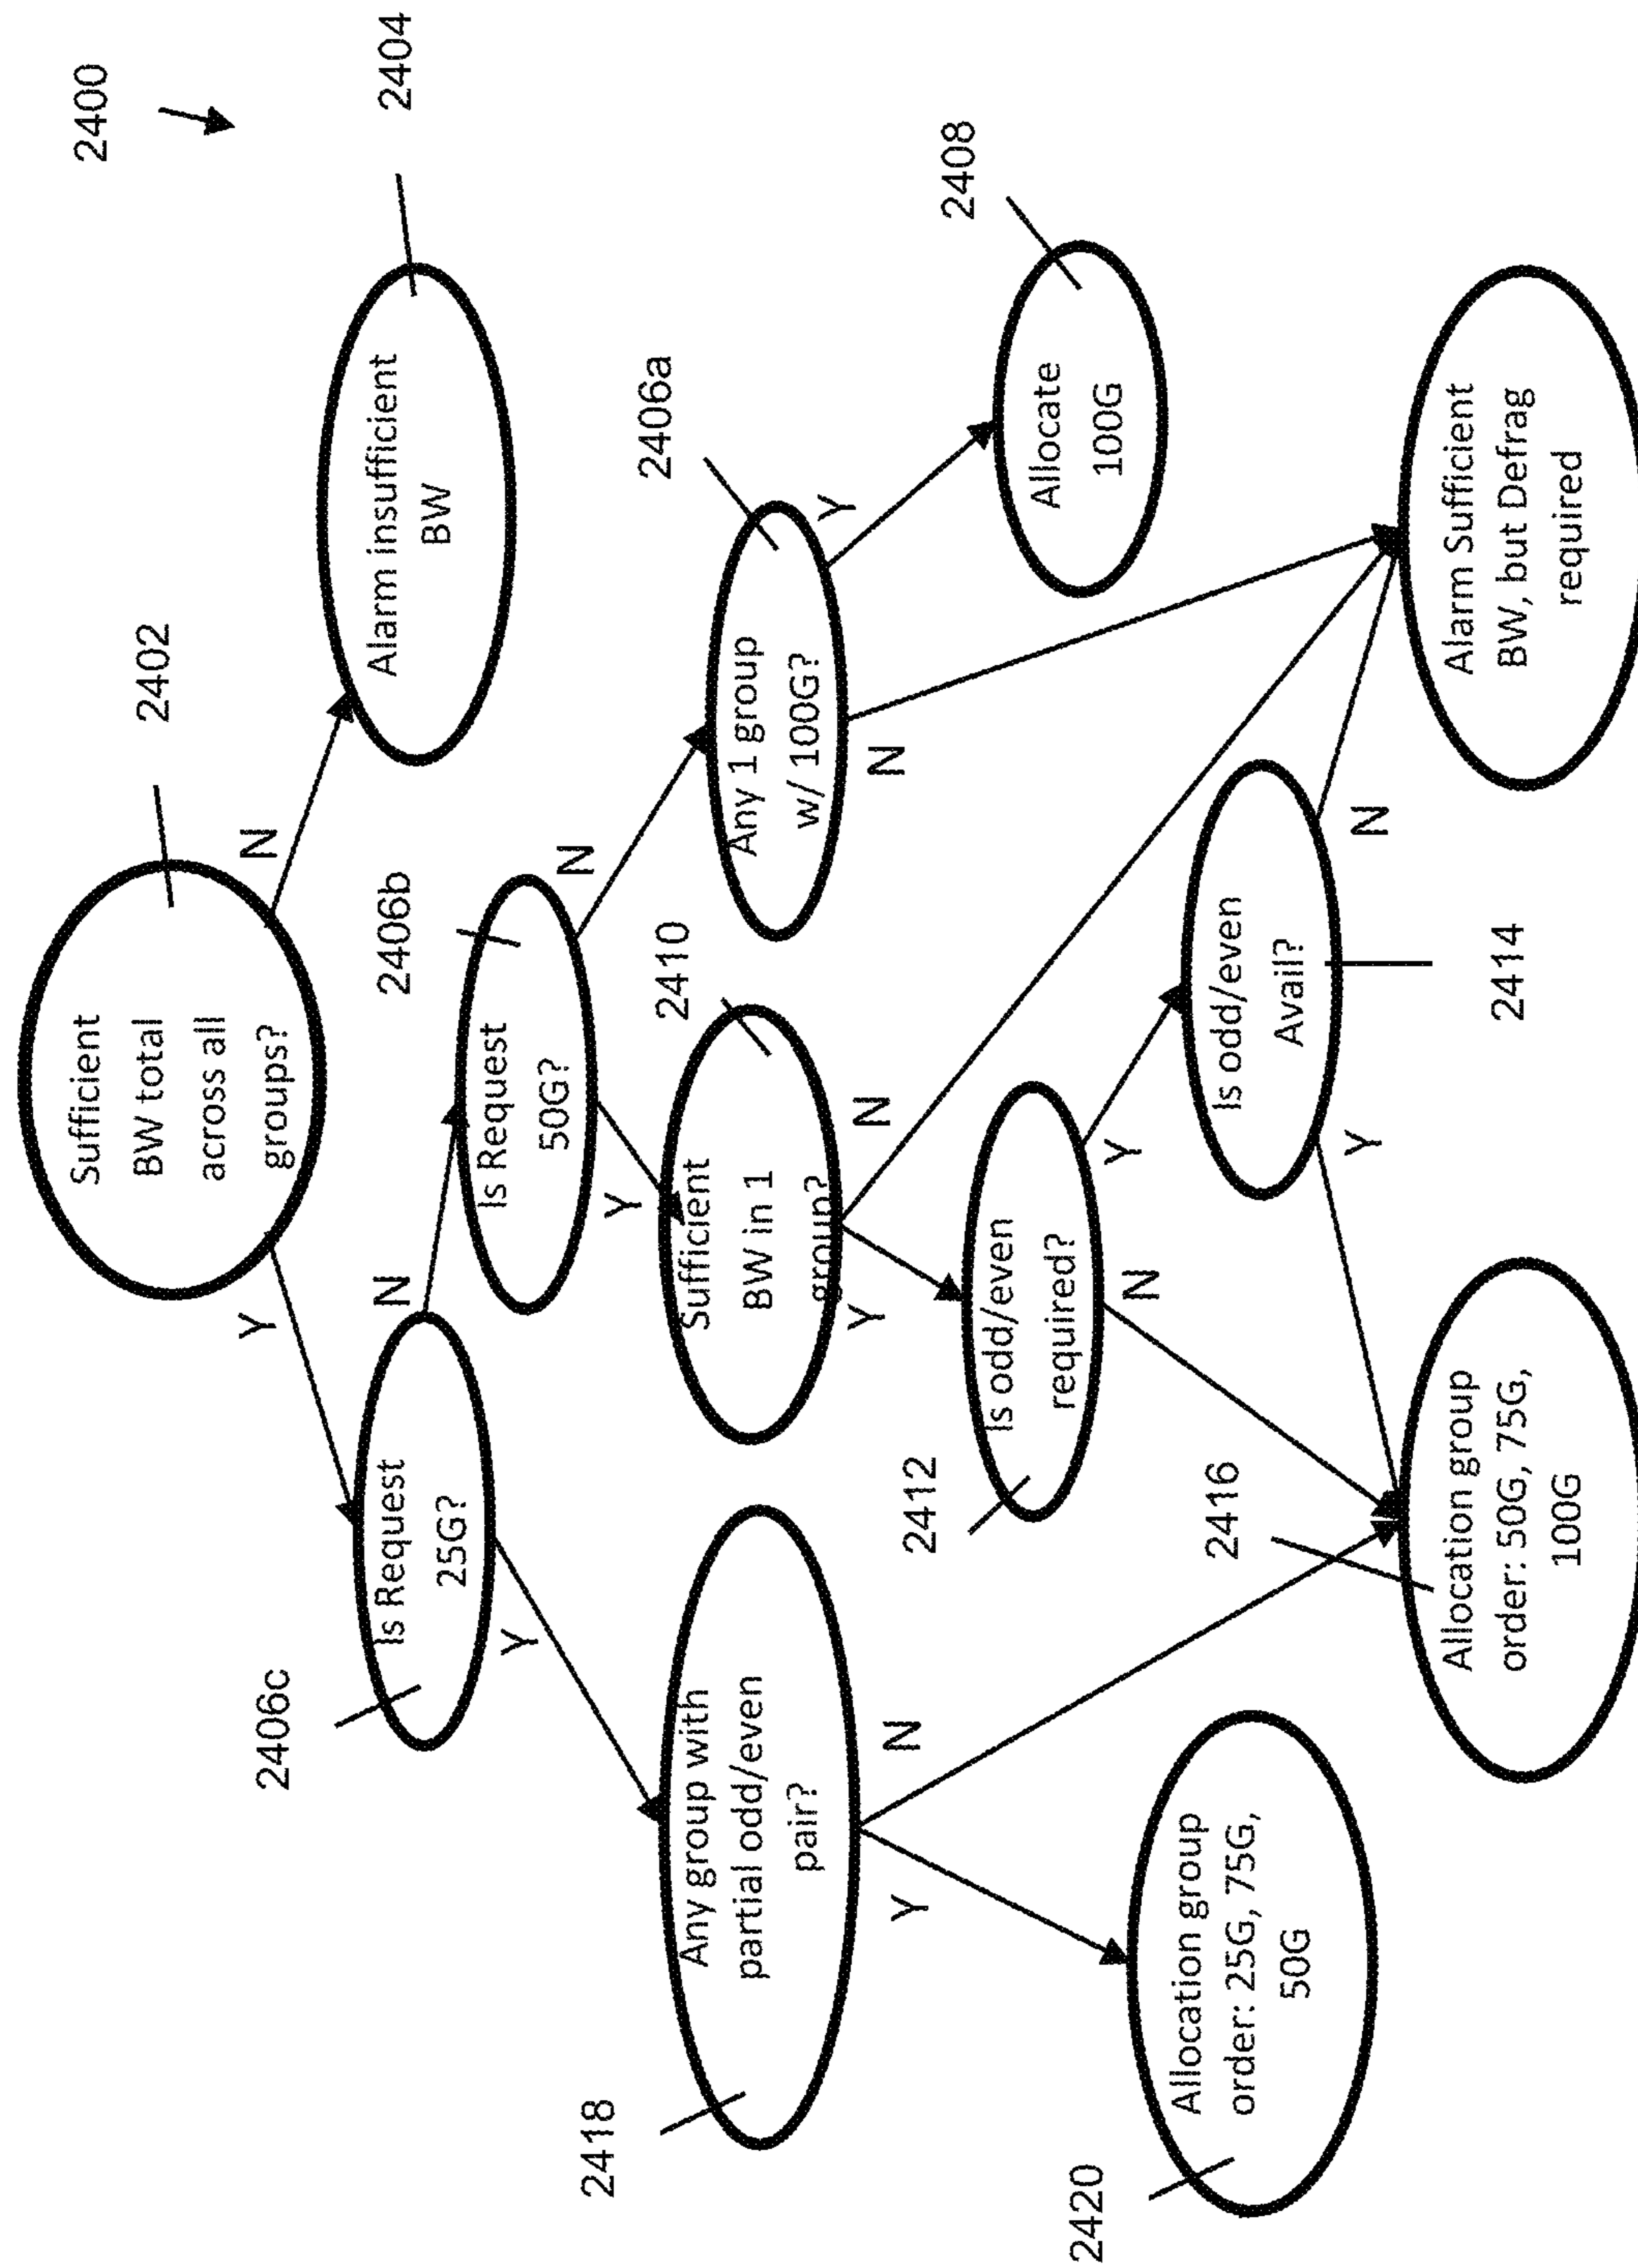 2400
2402
Sufficient
BW total
across all
groups?
Y
N
2404
Alarm insufficient
BW
2406c
Is Request
25G?
N
Y
2406b
Is Request
50G?
Y
N
2406a
Any 1 group
w/ 100G?
Y
N
2410
Sufficient
BW in 1
group?
Y
N
2418
Any group with
partial odd/even
pair?
Y
N
2408
Allocate
100G
2412
Is odd/even
required?
Y
N
2414
Is odd/even
Avail?
Y
N
2420
Allocation group
order: 25G, 75G,
50G
2416
Allocation group
order: 50G, 75G,
100G
Alarm Sufficient
BW, but Defrag
required